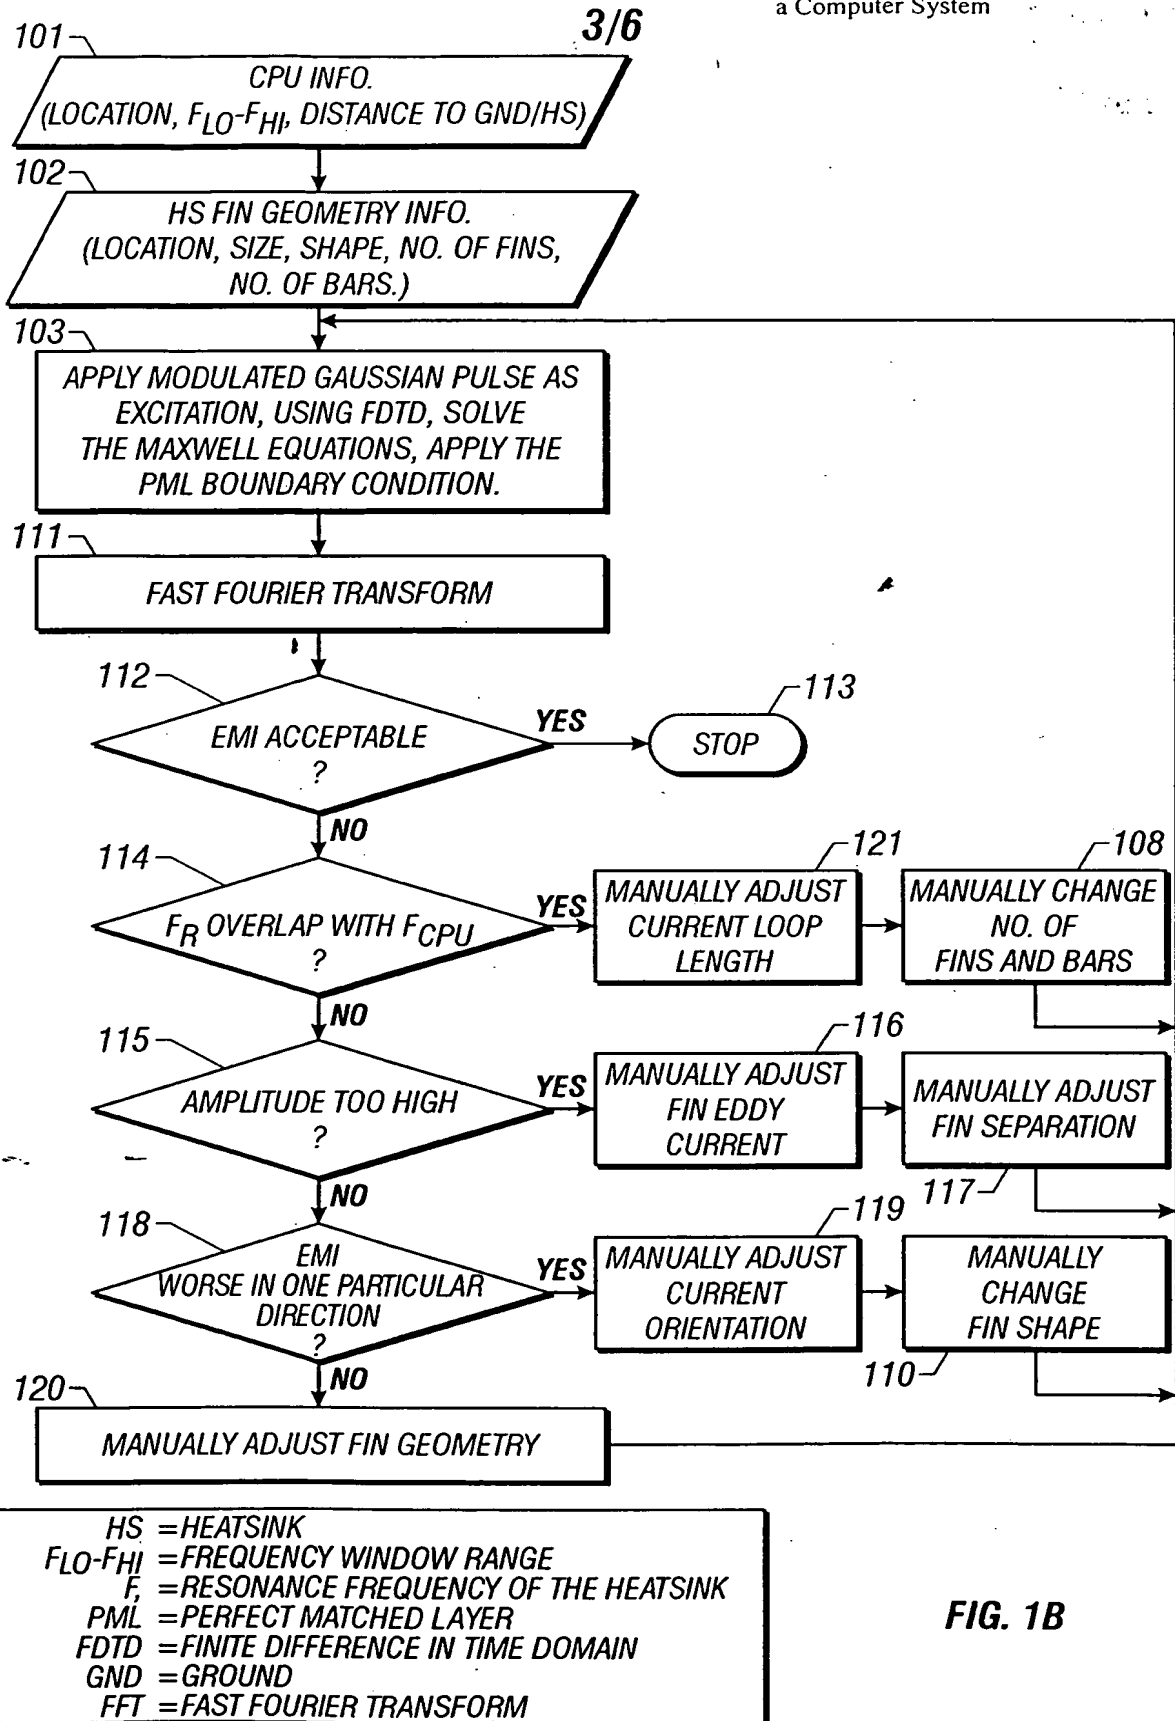 a Computer System
3/6
101
CPU INFO.
(LOCATION, FLO-FHI, DISTANCE TO GND/HS)
102
HS FIN GEOMETRY INFO.
(LOCATION, SIZE, SHAPE, NO. OF FINS,
NO. OF BARS.)
103
APPLY MODULATED GAUSSIAN PULSE AS
EXCITATION, USING FDTD, SOLVE
THE MAXWELL EQUATIONS, APPLY THE
PML BOUNDARY CONDITION.
111
FAST FOURIER TRANSFORM
112
EMI ACCEPTABLE
?
YES
113
STOP
NO
114
FR OVERLAP WITH FCPU
?
YES
121
MANUALLY ADJUST
CURRENT LOOP
LENGTH
108
MANUALLY CHANGE
NO. OF
FINS AND BARS
NO
115
AMPLITUDE TOO HIGH
?
YES
116
MANUALLY ADJUST
FIN EDDY
CURRENT
MANUALLY ADJUST
FIN SEPARATION
117
NO
118
EMI
WORSE IN ONE PARTICULAR
DIRECTION
?
YES
119
MANUALLY ADJUST
CURRENT
ORIENTATION
MANUALLY
CHANGE
FIN SHAPE
110
NO
120
MANUALLY ADJUST FIN GEOMETRY
HS =HEATSINK
FLO-FHI =FREQUENCY WINDOW RANGE
F, =RESONANCE FREQUENCY OF THE HEATSINK
PML =PERFECT MATCHED LAYER
FDTD =FINITE DIFFERENCE IN TIME DOMAIN
GND =GROUND
FFT =FAST FOURIER TRANSFORM
FIG. 1B